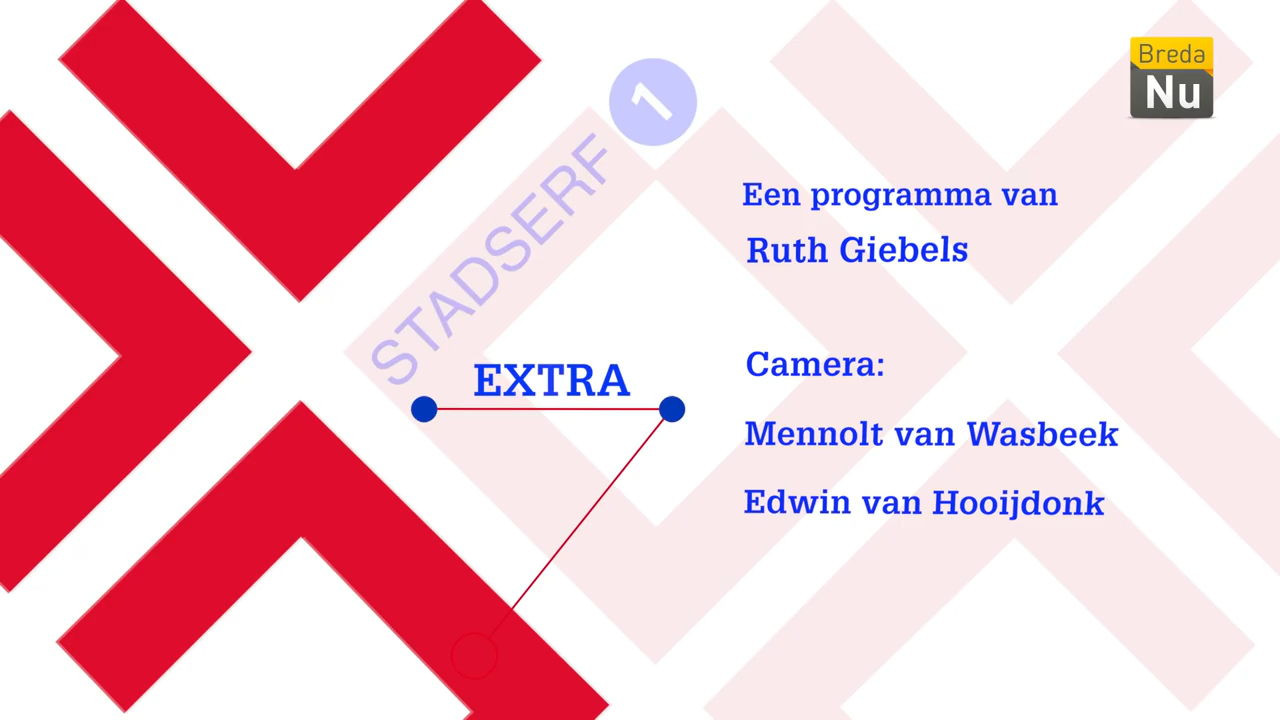 Breda
Nu
1
STADSERF
EXTRA
Een programma van
Ruth Giebels
Camera:
Mennolt van Wasbeek
Edwin van Hooijdonk